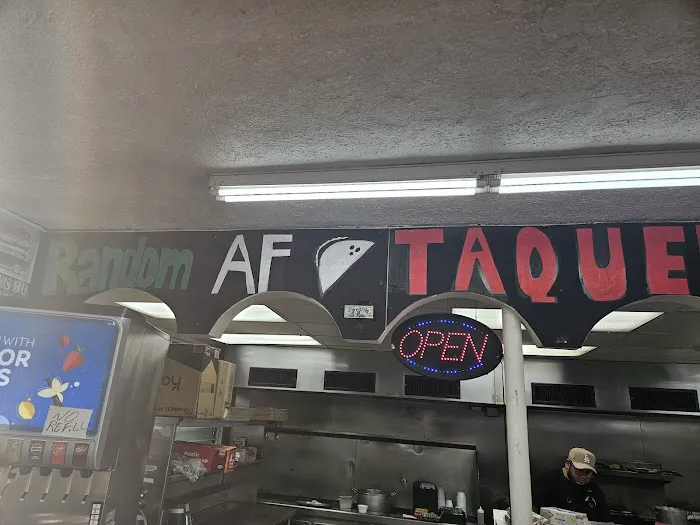 Random AF TAQUE
OPEN
WITH
OR
S
NO
REFILL